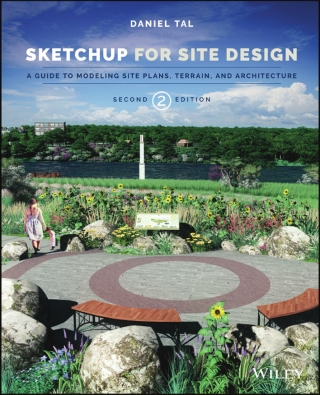 DANIEL TAL
SKETCHUP FOR SITE DESIGN
A GUIDE TO MODELING SITE PLANS, TERRAIN, AND ARCHITECTURE
SECOND 2 EDITION
WILEY